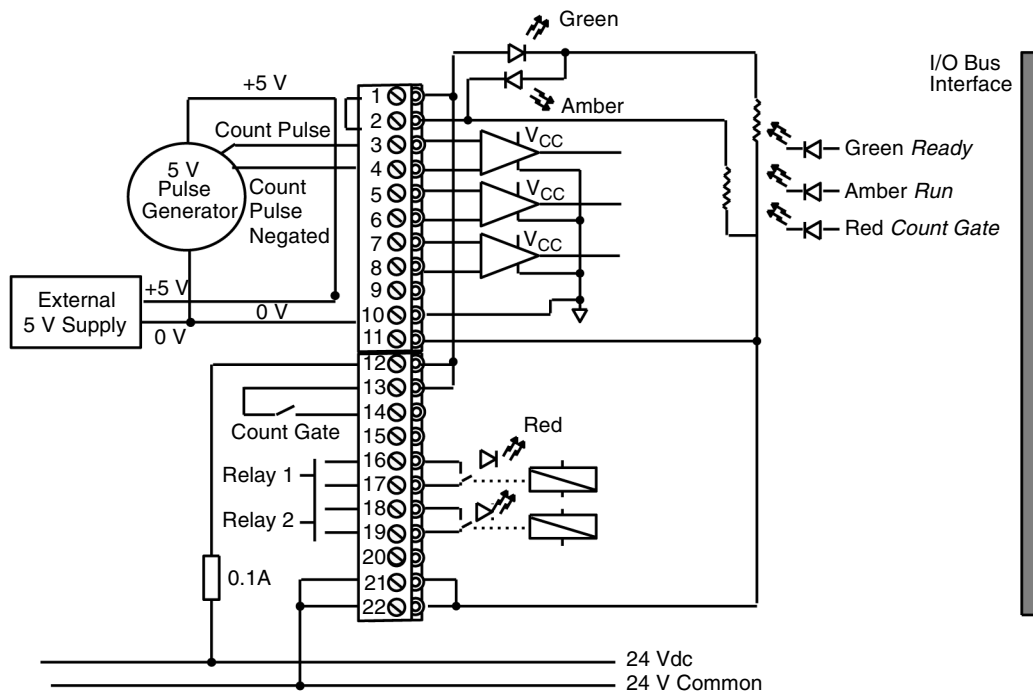 Green
I/O Bus
Interface
+5 V
Amber
1
2
Count Pulse
3
VCC
Green Ready
5 V
Pulse
Generator
4
Count
Pulse
Negated
5
VCC
Amber Run
6
Red Count Gate
7
VCC
8
External
5 V Supply
+5 V
9
0 V
10
0 V
11
12
13
14
Count Gate
15
Red
16
Relay 1
17
18
Relay 2
19
20
0.1A
21
22
24 Vdc
24 V Common